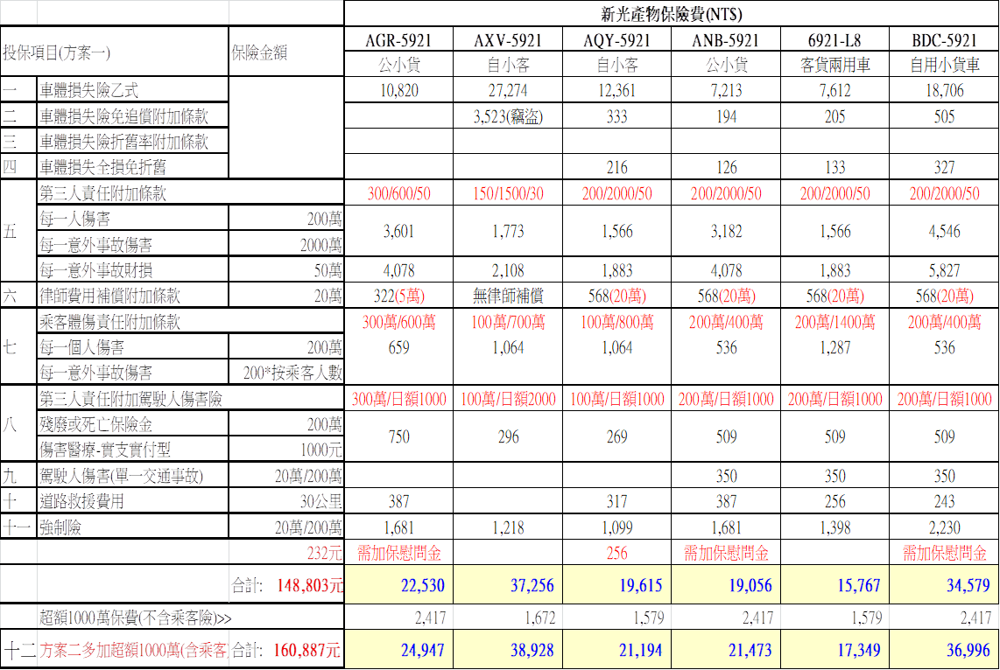 新光產物保險費(NT$)
投保項目(方案一) 保險金額 AGR-5921 AXV-5921 AQY-5921 ANB-5921 6921-L8 BDC-5921
公小貨 自小客 自小客 公小貨 客貨兩用車 自用小貨車
一 車體損失險乙式 10,820 27,274 12,361 7,213 7,612 18,706
二 車體損失險免追償附加條款 3,523(竊盜) 333 194 205 505
三 車體損失險折舊率附加條款
四 車體損失全損免折舊 216 126 133 327
五 第三人責任附加條款 300/600/50 150/1500/30 200/2000/50 200/2000/50 200/2000/50 200/2000/50
每一人傷害 200萬 3,601 1,773 1,566 3,182 1,566 4,546
每一意外事故傷害 2000萬
每一意外事故財損 50萬 4,078 2,108 1,883 4,078 1,883 5,827
六 律師費用補償附加條款 20萬 322(5萬) 無律師補償 568(20萬) 568(20萬) 568(20萬) 568(20萬)
七 乘客體傷責任附加條款 300萬/600萬 100萬/700萬 100萬/800萬 200萬/400萬 200萬/1400萬 200萬/400萬
每一個人傷害 200萬 659 1,064 1,064 536 1,287 536
每一意外事故傷害 200*按乘客人數
八 第三人責任附加駕駛人傷害險 300萬/日額1000 100萬/日額2000 100萬/日額1000 200萬/日額1000 200萬/日額1000 200萬/日額1000
殘廢或死亡保險金 200萬 750 296 269 509 509 509
傷害醫療-實支實付型 1000元
九 駕駛人傷害(單一交通事故) 20萬/200萬 350 350 350
十 道路救援費用 30公里 387 317 387 256 243
十一 強制險 20萬/200萬 1,681 1,218 1,099 1,681 1,398 2,230
232元 需加保慰問金 256 需加保慰問金 需加保慰問金
合計: 148,803元 22,530 37,256 19,615 19,056 15,767 34,579
超額1000萬保費(不含乘客險)>> 2,417 1,672 1,579 2,417 1,579 2,417
十二 方案二多加超額1000萬(含乘客 合計: 160,887元 24,947 38,928 21,194 21,473 17,349 36,996